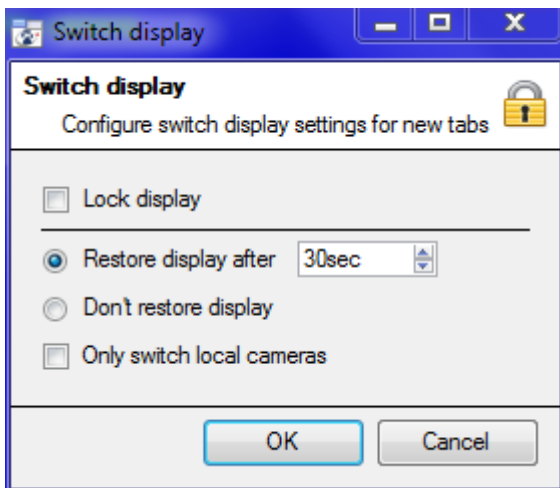 Switch display
Switch display
Configure switch display settings for new tabs
Lock display
Restore display after 30sec
Don't restore display
Only switch local cameras
OK Cancel